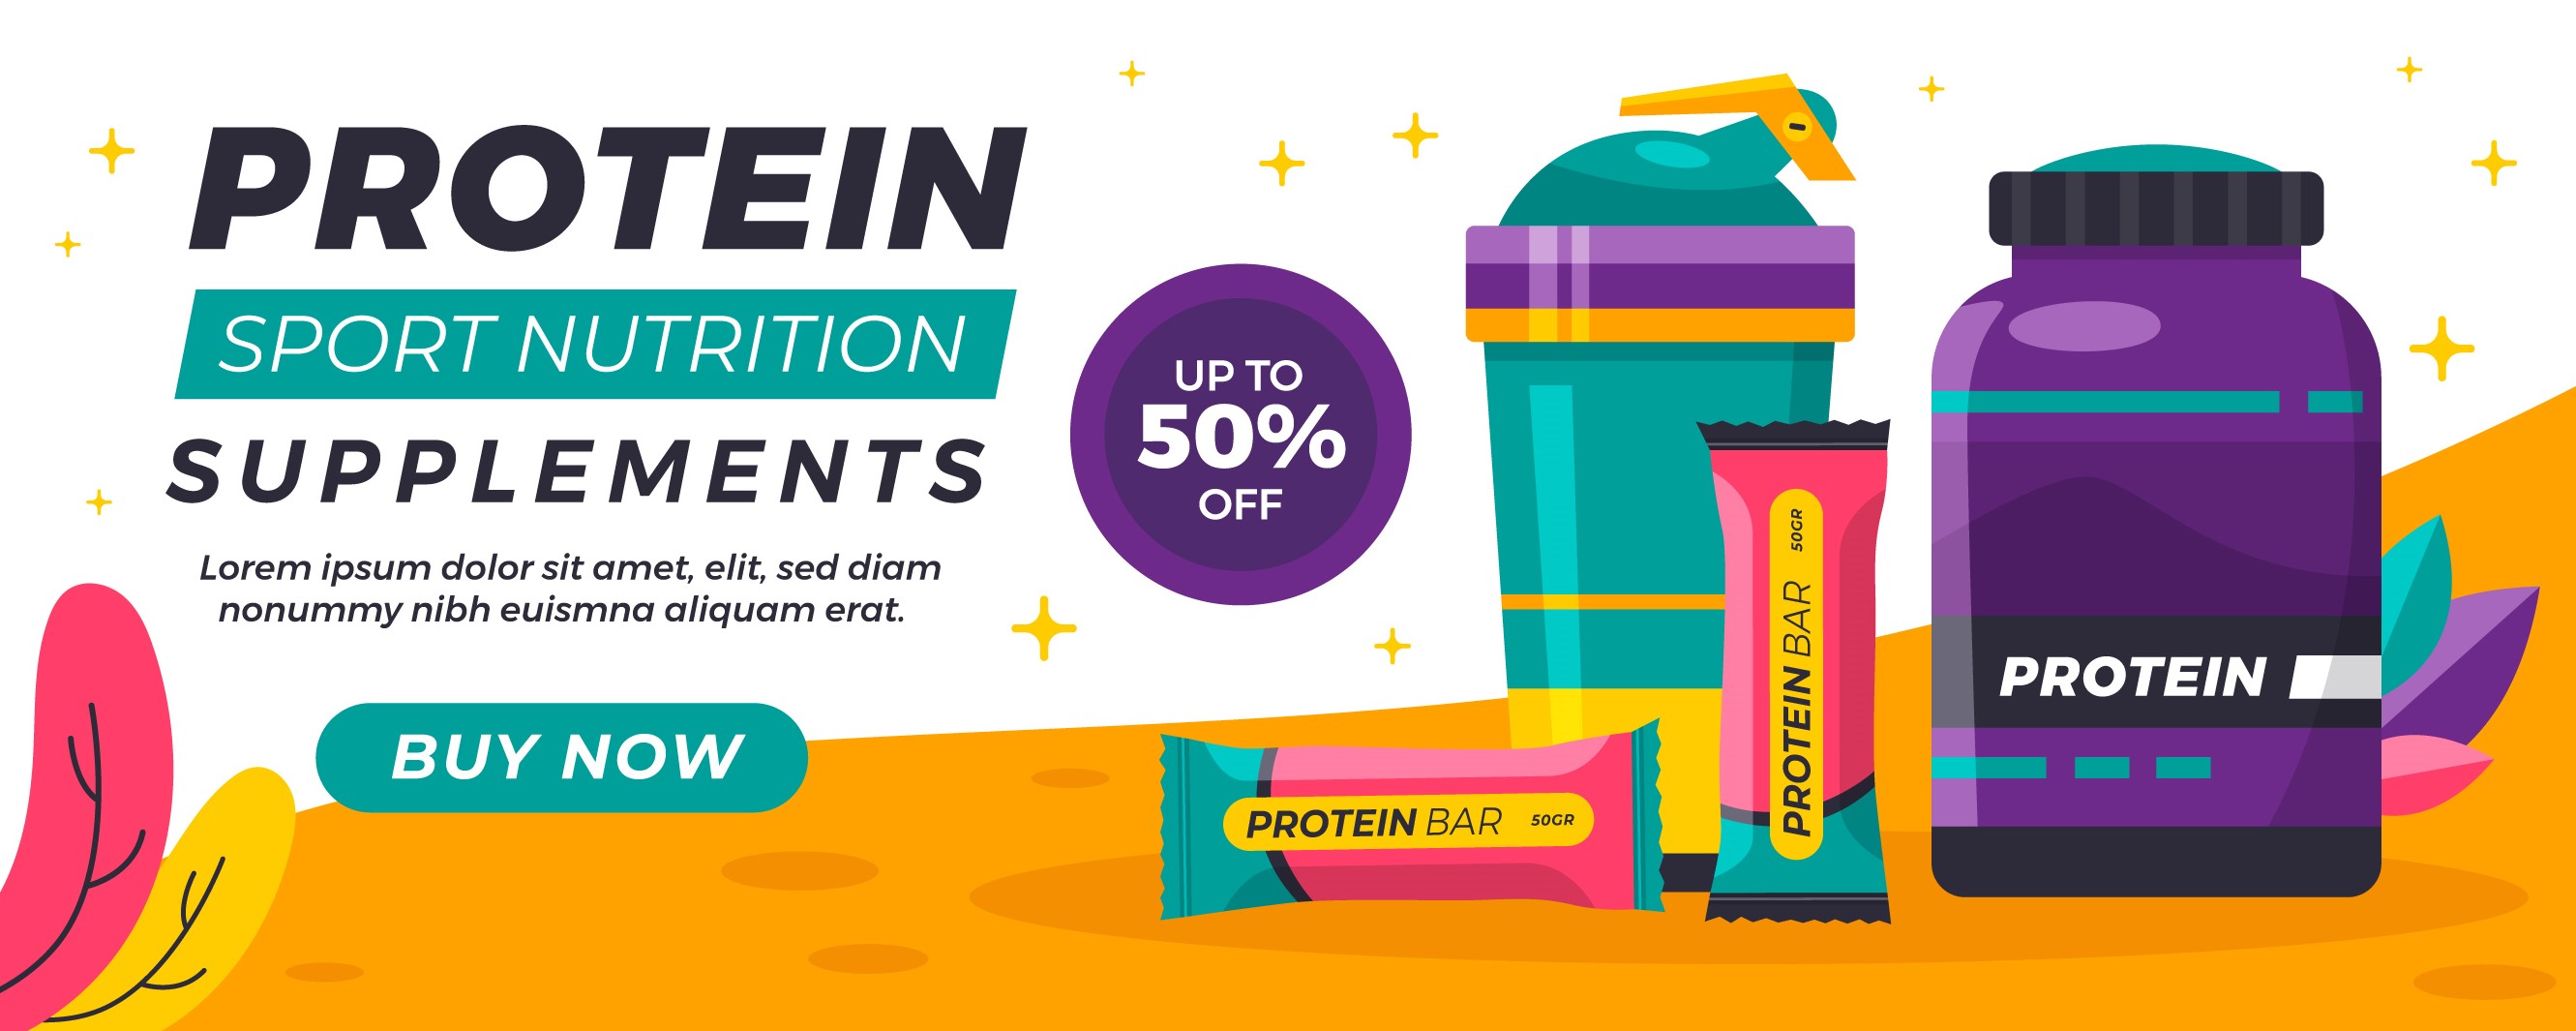 PROTEIN
SPORT NUTRITION
SUPPLEMENTS
Lorem ipsum dolor sit amet, elit, sed diam
nonummy nibh euismna aliquam erat.
BUY NOW
UP TO
50%
OFF
PROTEIN BAR 50GR
PROTEIN BAR 50GR
PROTEIN